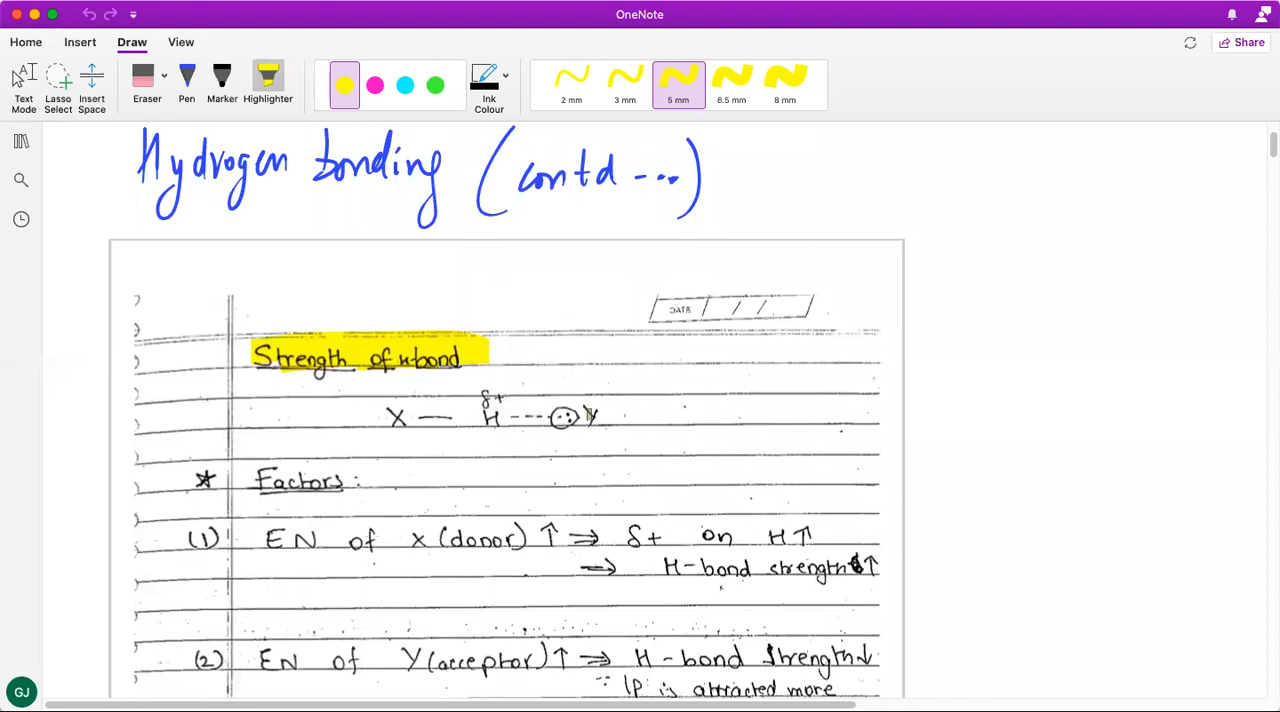 OneNote
Home Insert Draw View Share
Text Mode
Lasso Select
Insert Space
Eraser
Pen
Marker
Highlighter
Ink Colour
2 mm
3 mm
5 mm
6.5 mm
8 mm
Hydrogen bonding (contd ---)
DATE / /
Strength of H-bond
δ+
X — H ---- : Y
* Factors :
(1) EN of X (donor) ↑ ⇒ δ+ on H ↑
⇒ H-bond strength ↑
(2) EN of Y (acceptor) ↑ ⇒ H-bond strength ↓
∵ lp is attracted more
GJ